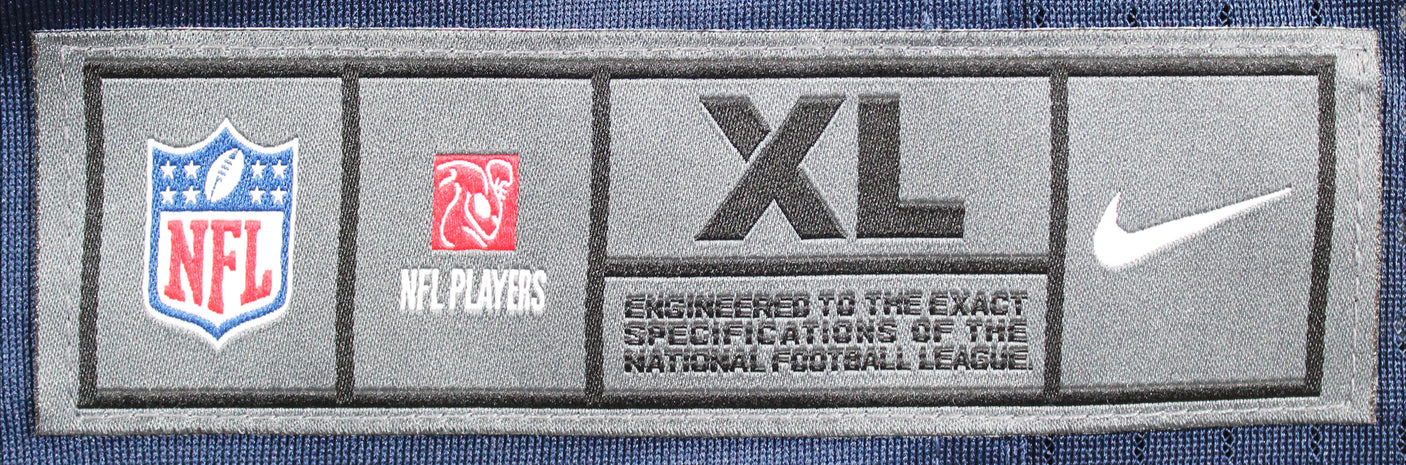 NFL
NFL PLAYERS
XL
ENGINEERED TO THE EXACT
SPECIFICATIONS OF THE
NATIONAL FOOTBALL LEAGUE.